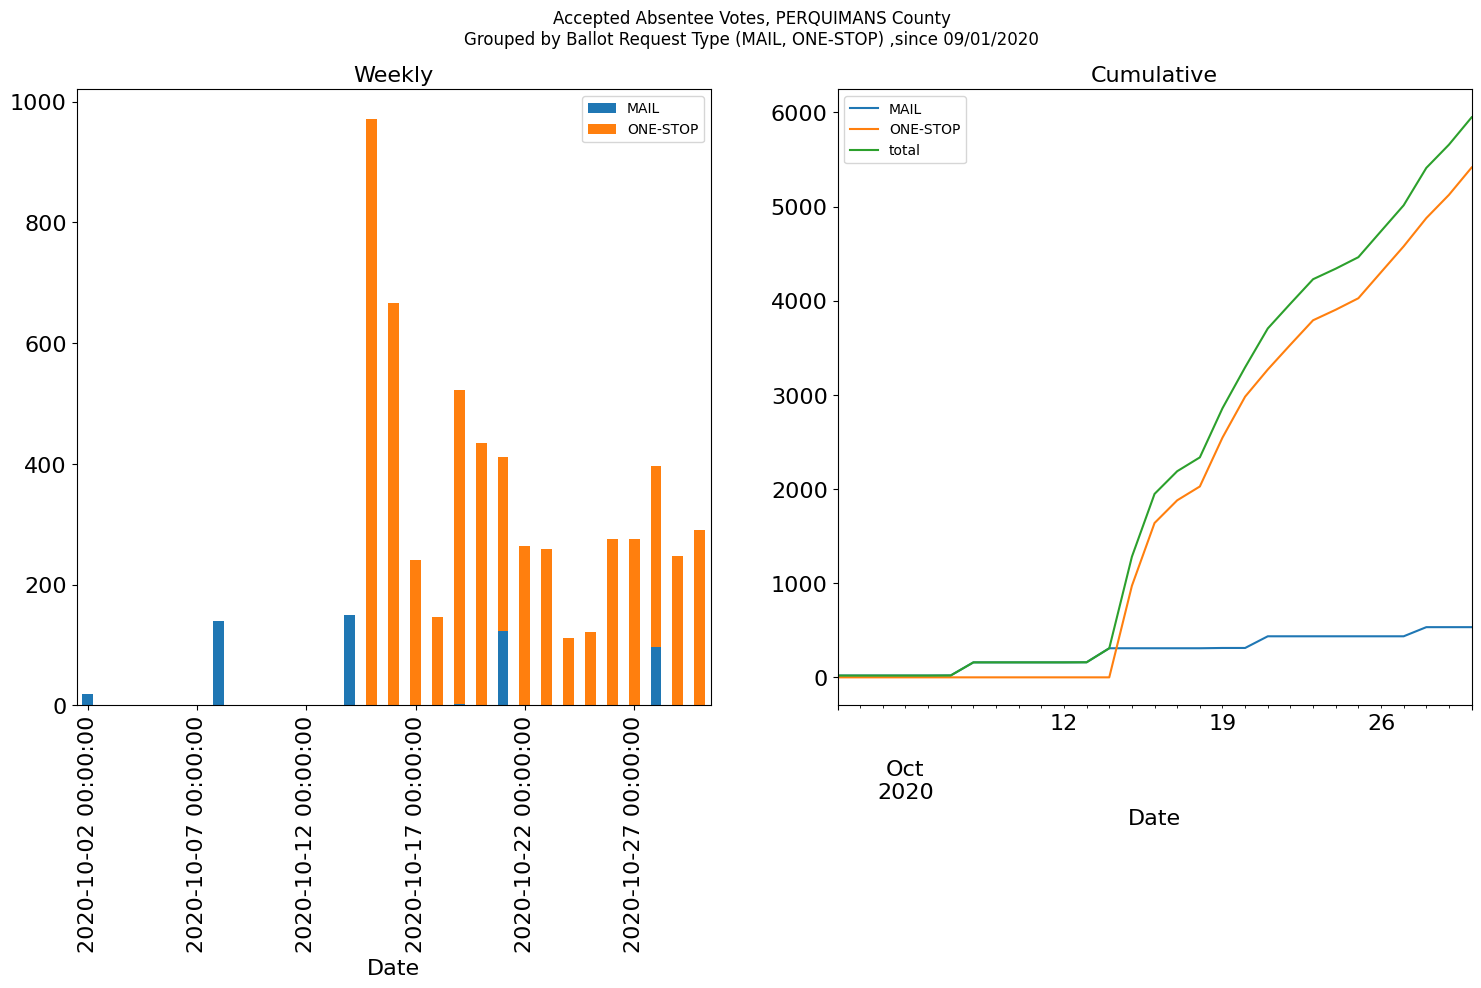 Accepted Absentee Votes, PERQUIMANS County
Grouped by Ballot Request Type (MAIL, ONE-STOP) ,since 09/01/2020
Weekly
1000
800
600
400
200
0
MAIL
ONE-STOP
2020-10-02 00:00:00
2020-10-07 00:00:00
2020-10-12 00:00:00
2020-10-17 00:00:00
2020-10-22 00:00:00
2020-10-27 00:00:00
Date
Cumulative
6000
5000
4000
3000
2000
1000
0
MAIL
ONE-STOP
total
12
19
26
Oct
2020
Date